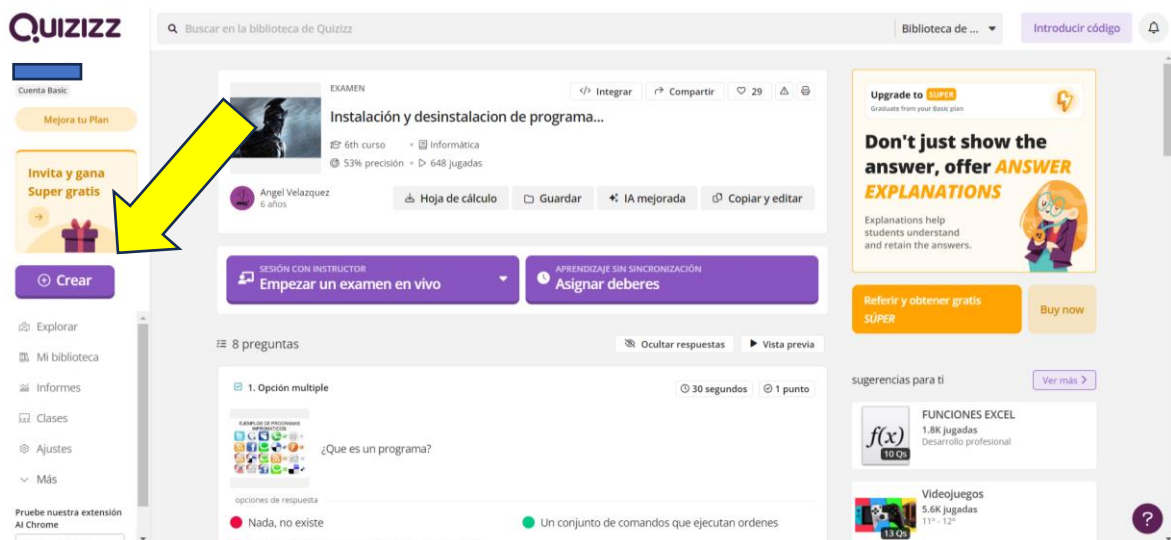 QUIZIZZ
Buscar en la biblioteca de Quizizz
Biblioteca de ...
Introducir código
Cuenta Basic
Mejora tu Plan
Invita y gana
Super gratis
Crear
Explorar
Mi biblioteca
Informes
Clases
Ajustes
Más
Pruebe nuestra extensión
AI Chrome
EXAMEN
Integrar
Compartir
29
Instalación y desinstalacion de programa...
6th curso • Informática
53% precisión • 648 jugadas
Angel Velazquez
6 años
Hoja de cálculo
Guardar
IA mejorada
Copiar y editar
SESIÓN CON INSTRUCTOR
Empezar un examen en vivo
APRENDIZAJE SIN SINCRONIZACIÓN
Asignar deberes
8 preguntas
Ocultar respuestas
Vista previa
1. Opción multiple
30 segundos
1 punto
EJEMPLOS DE PROGRAMAS
INFORMATICOS
¿Que es un programa?
opciones de respuesta
Nada, no existe
Un conjunto de comandos que ejecutan ordenes
Upgrade to SUPER
Graduate from your Basic plan
Don't just show the
answer, offer ANSWER
EXPLANATIONS
Explanations help
students understand
and retain the answers.
Referir y obtener gratis
SÚPER
Buy now
sugerencias para ti
Ver más
f(x)
10 Qs
FUNCIONES EXCEL
1.8K jugadas
Desarrollo profesional
13 Qs
Videojuegos
5.6K jugadas
11° - 12°
?